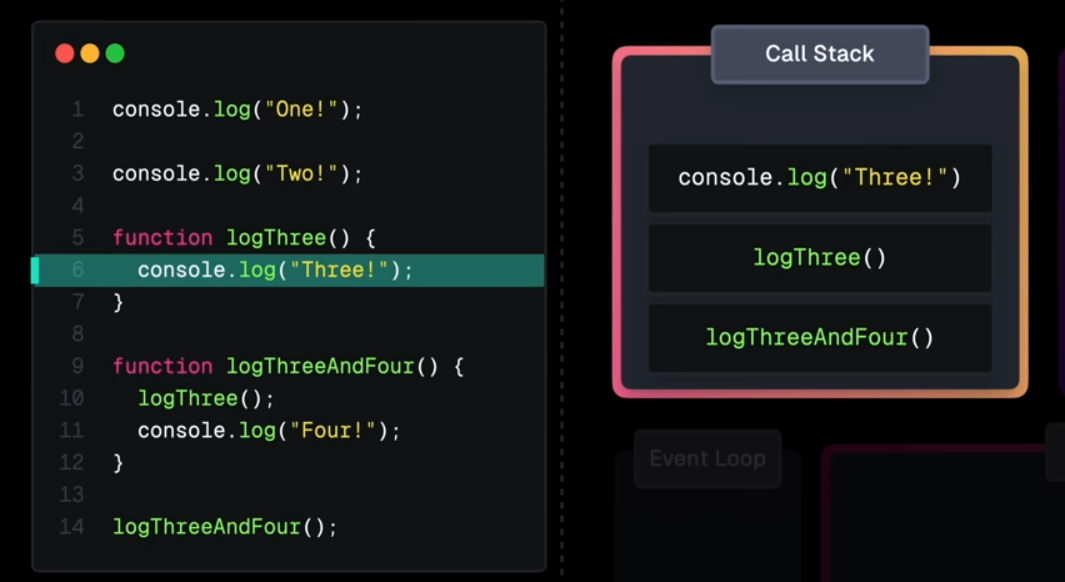 1 console.log("One!");
2
3 console.log("Two!");
4
5 function logThree() {
6   console.log("Three!");
7 }
8
9 function logThreeAndFour() {
10   logThree();
11   console.log("Four!");
12 }
13
14 logThreeAndFour();
Call Stack
console.log("Three!")
logThree()
logThreeAndFour()
Event Loop